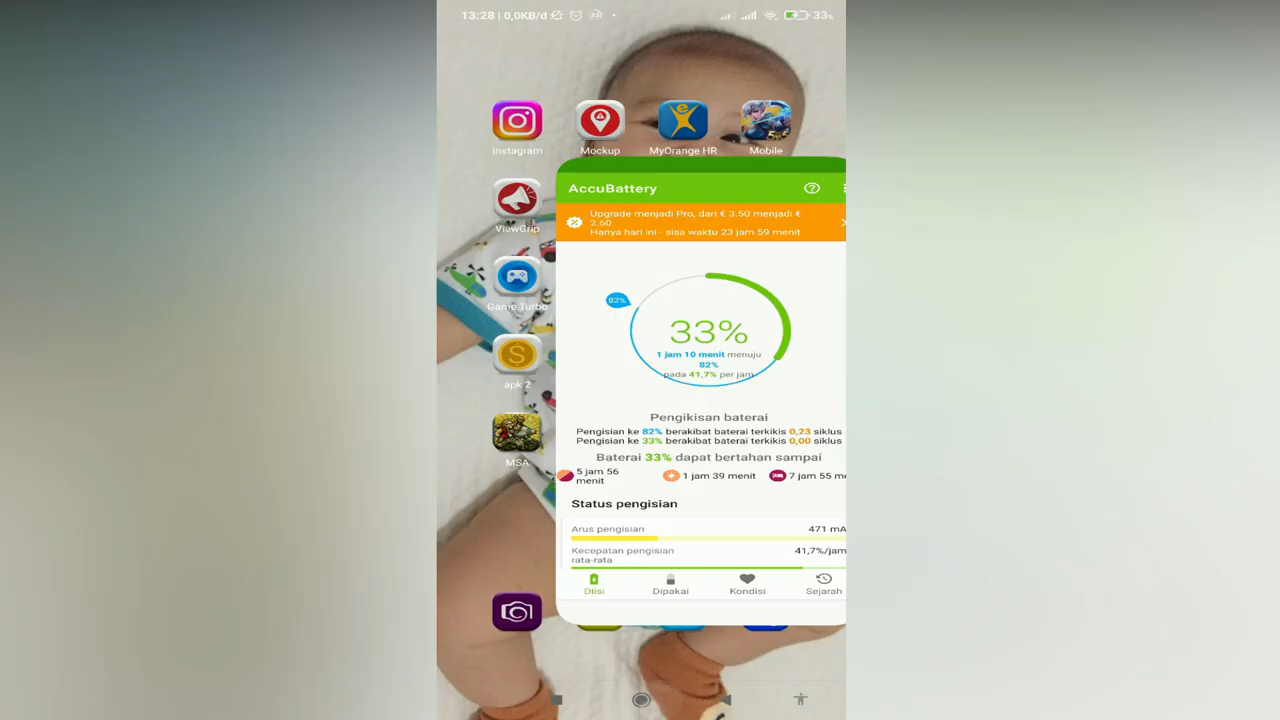 13:28 | 0,0KB/d
33%
Instagram
Mockup
MyOrange HR
Mobile
5v5
ViewGrip
Game Turbo
apk 2
MSA
AccuBattery
Upgrade menjadi Pro, dari € 3.50 menjadi €
2.60
Hanya hari ini - sisa waktu 23 jam 59 menit
82%
33%
1 jam 10 menit menuju
82%
pada 41,7% per jam
Pengikisan baterai
Pengisian ke 82% berakibat baterai terkikis 0,23 siklus
Pengisian ke 33% berakibat baterai terkikis 0,00 siklus
Baterai 33% dapat bertahan sampai
5 jam 56
menit
1 jam 39 menit
7 jam 55 me
Status pengisian
Arus pengisian
471 mA
Kecepatan pengisian
rata-rata
41,7%/jam
Diisi
Dipakai
Kondisi
Sejarah